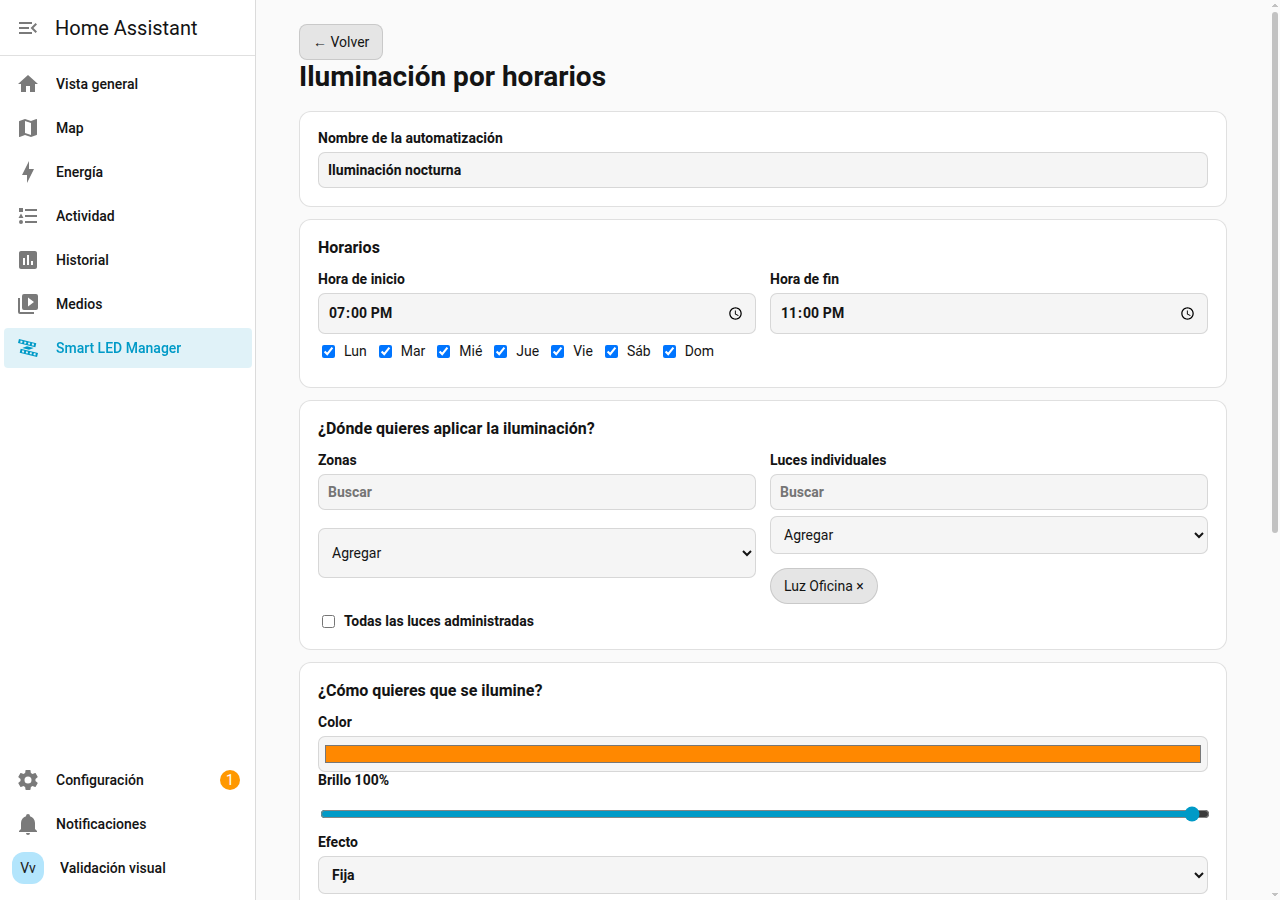 Home Assistant
Vista general
Map
Energía
Actividad
Historial
Medios
Smart LED Manager
Configuración 1
Notificaciones
Vv Validación visual
← Volver
Iluminación por horarios
Nombre de la automatización
Iluminación nocturna
Horarios
Hora de inicio Hora de fin
07:00 PM 11:00 PM
Lun Mar Mié Jue Vie Sáb Dom
¿Dónde quieres aplicar la iluminación?
Zonas Luces individuales
Buscar Buscar
Agregar Agregar
Luz Oficina ×
Todas las luces administradas
¿Cómo quieres que se ilumine?
Color
Brillo 100%
Efecto
Fija